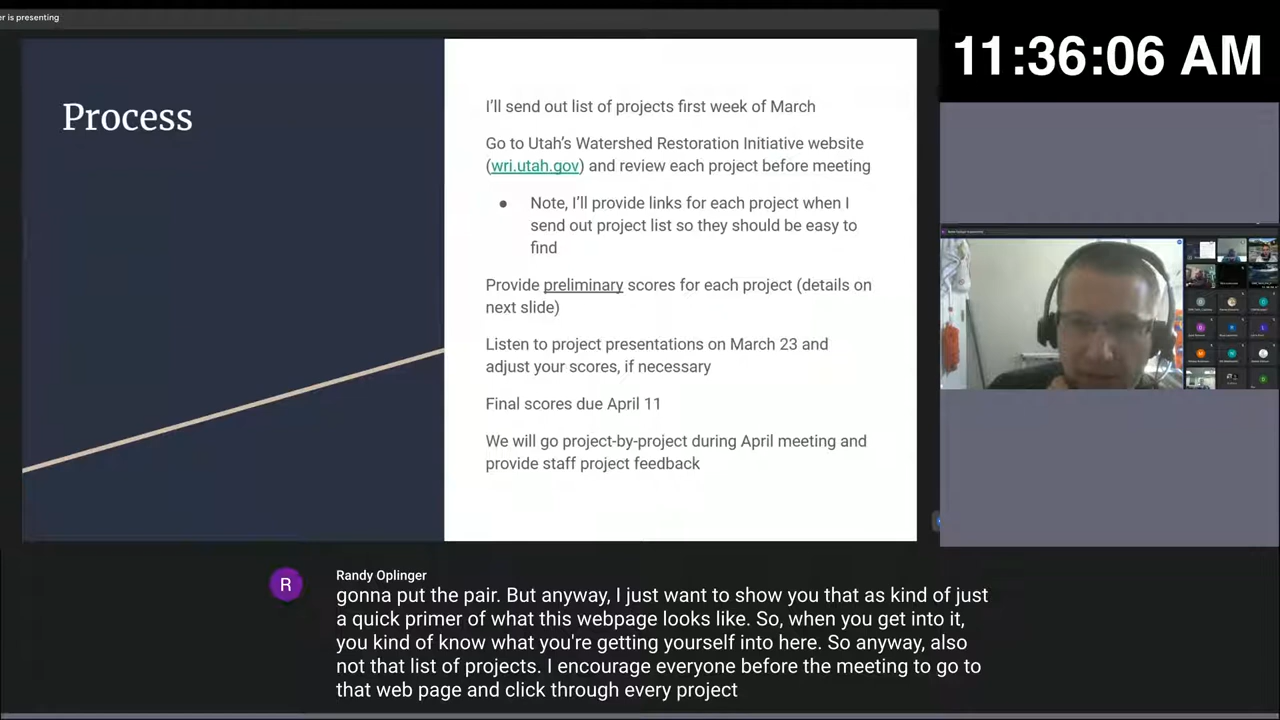 er is presenting
11:36:06 AM
Process
I'll send out list of projects first week of March
Go to Utah's Watershed Restoration Initiative website
(wri.utah.gov) and review each project before meeting
● Note, I'll provide links for each project when I
send out project list so they should be easy to
find
Provide preliminary scores for each project (details on
next slide)
Listen to project presentations on March 23 and
adjust your scores, if necessary
Final scores due April 11
We will go project-by-project during April meeting and
provide staff project feedback
R
Randy Oplinger
gonna put the pair. But anyway, I just want to show you that as kind of just
a quick primer of what this webpage looks like. So, when you get into it,
you kind of know what you're getting yourself into here. So anyway, also
not that list of projects. I encourage everyone before the meeting to go to
that web page and click through every project